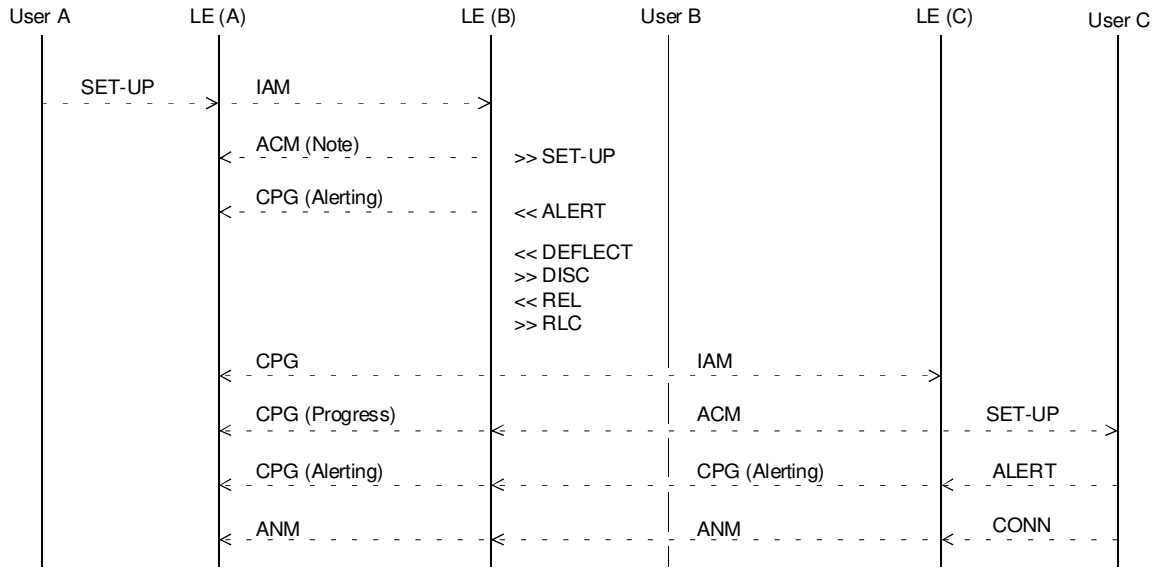 User A LE (A) LE (B) User B LE (C) User C
SET-UP IAM
ACM (Note) >> SET-UP
CPG (Alerting) << ALERT
<< DEFLECT
>> DISC
<< REL
>> RLC
CPG IAM
CPG (Progress) ACM SET-UP
CPG (Alerting) CPG (Alerting) ALERT
ANM ANM CONN